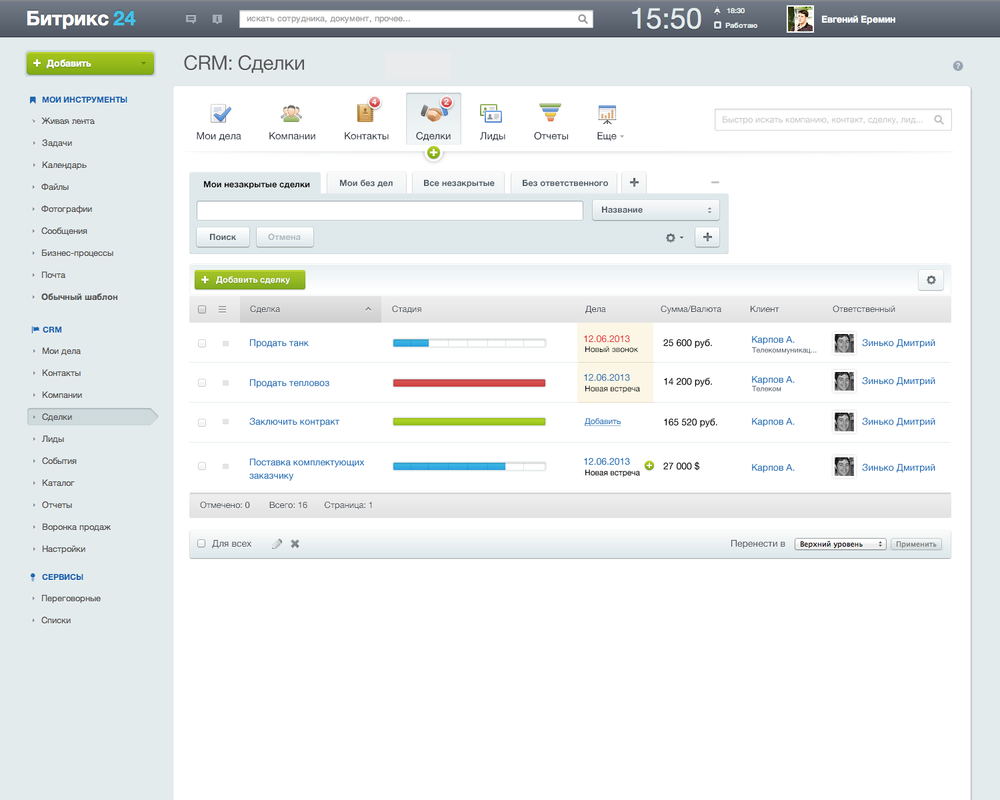 Битрикс 24
искать сотрудника, документ, прочее...
15:50
18:30
Работаю
Евгений Еремин
Добавить
CRM: Сделки
МОИ ИНСТРУМЕНТЫ
Живая лента
Задачи
Календарь
Файлы
Фотографии
Сообщения
Бизнес-процессы
Почта
Обычный шаблон
CRM
Мои дела
Контакты
Компании
Сделки
Лиды
События
Каталог
Отчеты
Воронка продаж
Настройки
СЕРВИСЫ
Переговорные
Списки
4
2
Мои дела
Компании
Контакты
Сделки
Лиды
Отчеты
Еще
Быстро искать компанию, контакт, сделку, лид...
Мои незакрытые сделки
Мои без дел
Все незакрытые
Без ответственного
Название
Поиск
Отмена
Добавить сделку
Сделка
Стадия
Дела
Сумма/Валюта
Клиент
Ответственный
Продать танк
12.06.2013
Новый звонок
25 600 руб.
Карпов А.
Телекоммуникац...
Зинько Дмитрий
Продать тепловоз
12.06.2013
Новая встреча
14 200 руб.
Карпов А.
Телеком
Зинько Дмитрий
Заключить контракт
Добавить
165 520 руб.
Карпов А.
Зинько Дмитрий
Поставка комплектующих
заказчику
12.06.2013
Новая встреча
27 000 $
Карпов А.
Зинько Дмитрий
Отмечено: 0
Всего: 16
Страница: 1
Для всех
Перенести в
Верхний уровень
Применить